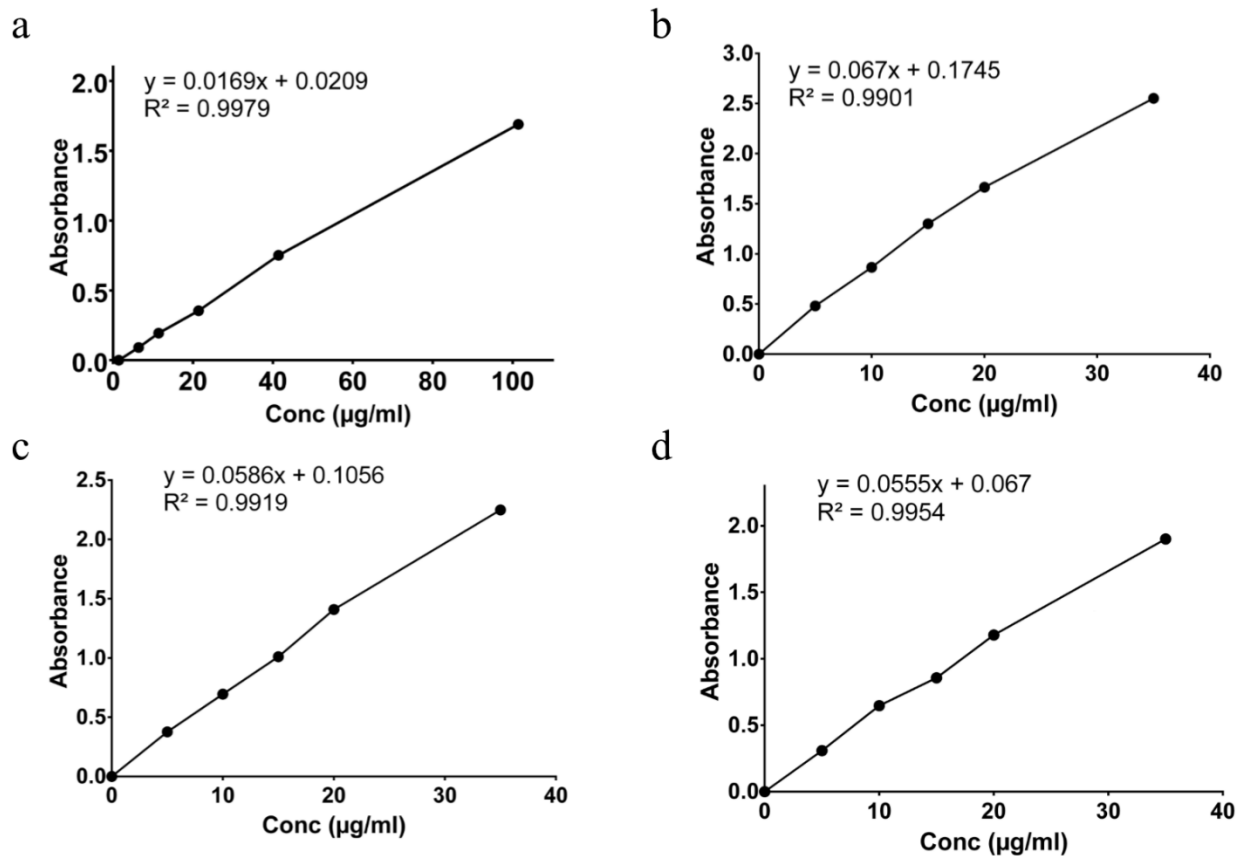 a
y = 0.0169x + 0.0209
R² = 0.9979
2.0
1.5
1.0
0.5
0.0
0 20 40 60 80 100
Absorbance
Conc (µg/ml)
b
y = 0.067x + 0.1745
R² = 0.9901
3.0
2.5
2.0
1.5
1.0
0.5
0.0
0 10 20 30 40
Absorbance
Conc (µg/ml)
c
y = 0.0586x + 0.1056
R² = 0.9919
2.5
2.0
1.5
1.0
0.5
0.0
0 10 20 30 40
Absorbance
Conc (µg/ml)
d
y = 0.0555x + 0.067
R² = 0.9954
2.0
1.5
1.0
0.5
0.0
0 10 20 30 40
Absorbance
Conc (µg/ml)